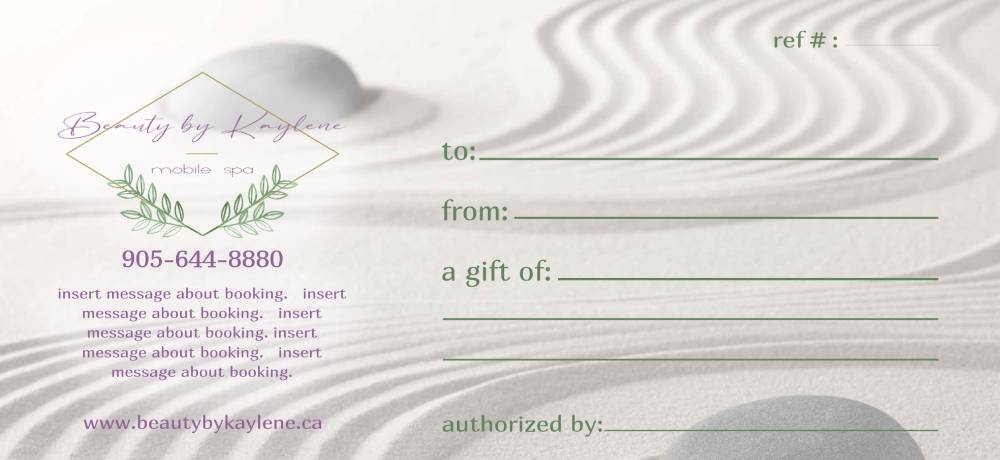 ref # :
Beauty by Kaylene
mobile spa
905-644-8880
insert message about booking. insert
message about booking. insert
message about booking. insert
message about booking. insert
message about booking.
www.beautybykaylene.ca
to:
from:
a gift of:
authorized by: